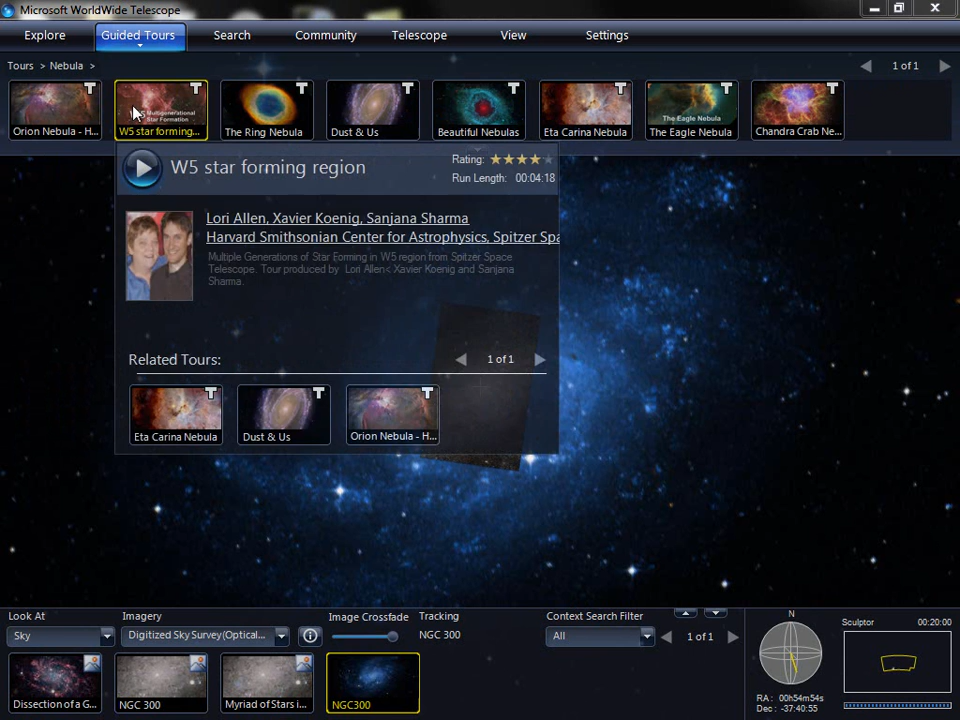 Microsoft WorldWide Telescope
Explore
Guided Tours
Search
Community
Telescope
View
Settings
Tours > Nebula >
1 of 1
Orion Nebula - H...
W5 star forming...
The Ring Nebula
Dust & Us
Beautiful Nebulas
Eta Carina Nebula
The Eagle Nebula
Chandra Crab Ne...
W5 star forming region
Rating:
Run Length: 00:04:18
Lori Allen, Xavier Koenig, Sanjana Sharma
Harvard Smithsonian Center for Astrophysics, Spitzer Spa
Multiple Generations of Star Forming in W5 region from Spitzer Space
Telescope. Tour produced by Lori Allen< Xavier Koenig and Sanjana
Sharma.
Related Tours:
1 of 1
Eta Carina Nebula
Dust & Us
Orion Nebula - H...
Look At
Imagery
Image Crossfade
Tracking
Context Search Filter
Sky
Digitized Sky Survey(Optical...
NGC 300
All
1 of 1
Dissection of a G...
NGC 300
Myriad of Stars i...
NGC300
N
RA : 00h54m54s
Dec : -37:40:55
Sculptor
00:20:00